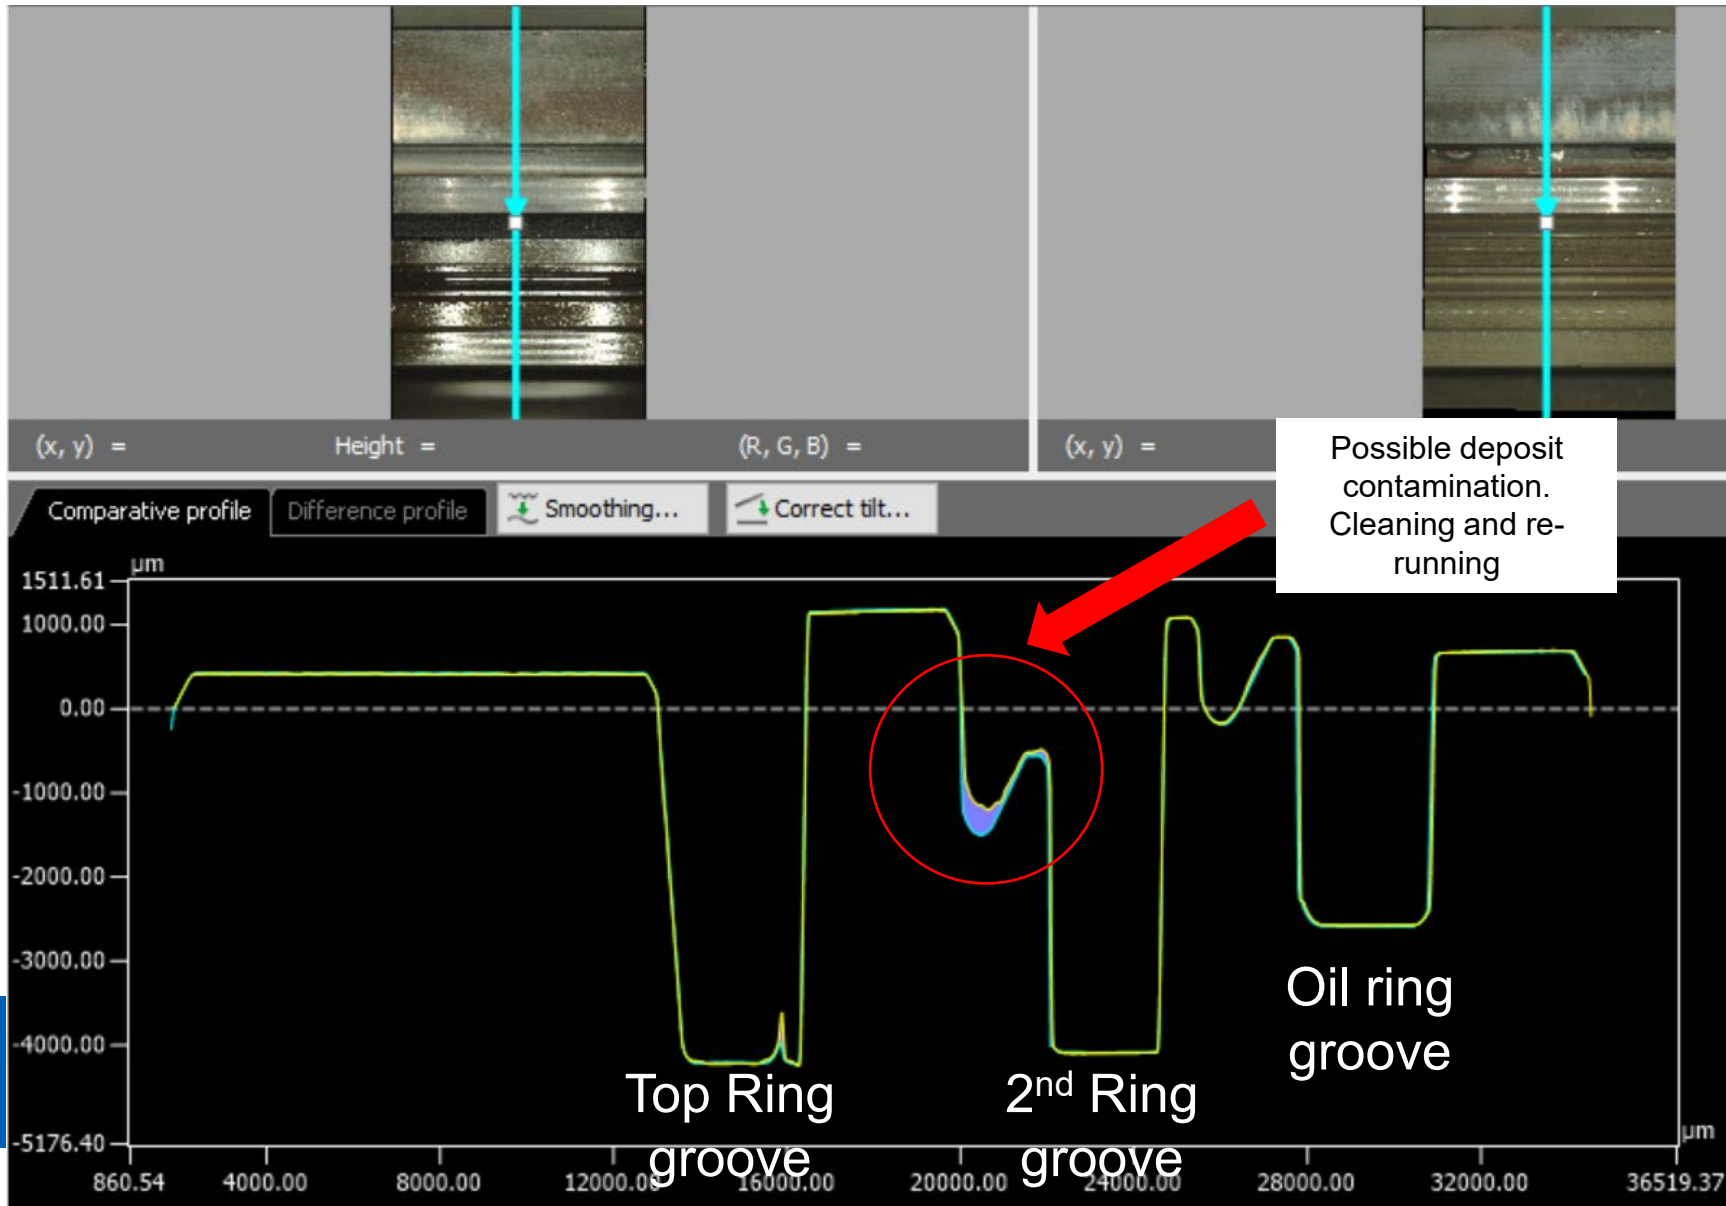 (x, y) =
Height =
(R, G, B) =
(x, y) =
Possible deposit
contamination.
Cleaning and re-
running
Comparative profile
Difference profile
Smoothing...
Correct tilt...
µm
1511.61
1000.00
0.00
-1000.00
-2000.00
-3000.00
-4000.00
-5176.40
Top Ring
groove
2nd Ring
groove
Oil ring
groove
µm
860.54
4000.00
8000.00
12000.00
16000.00
20000.00
24000.00
28000.00
32000.00
36519.37